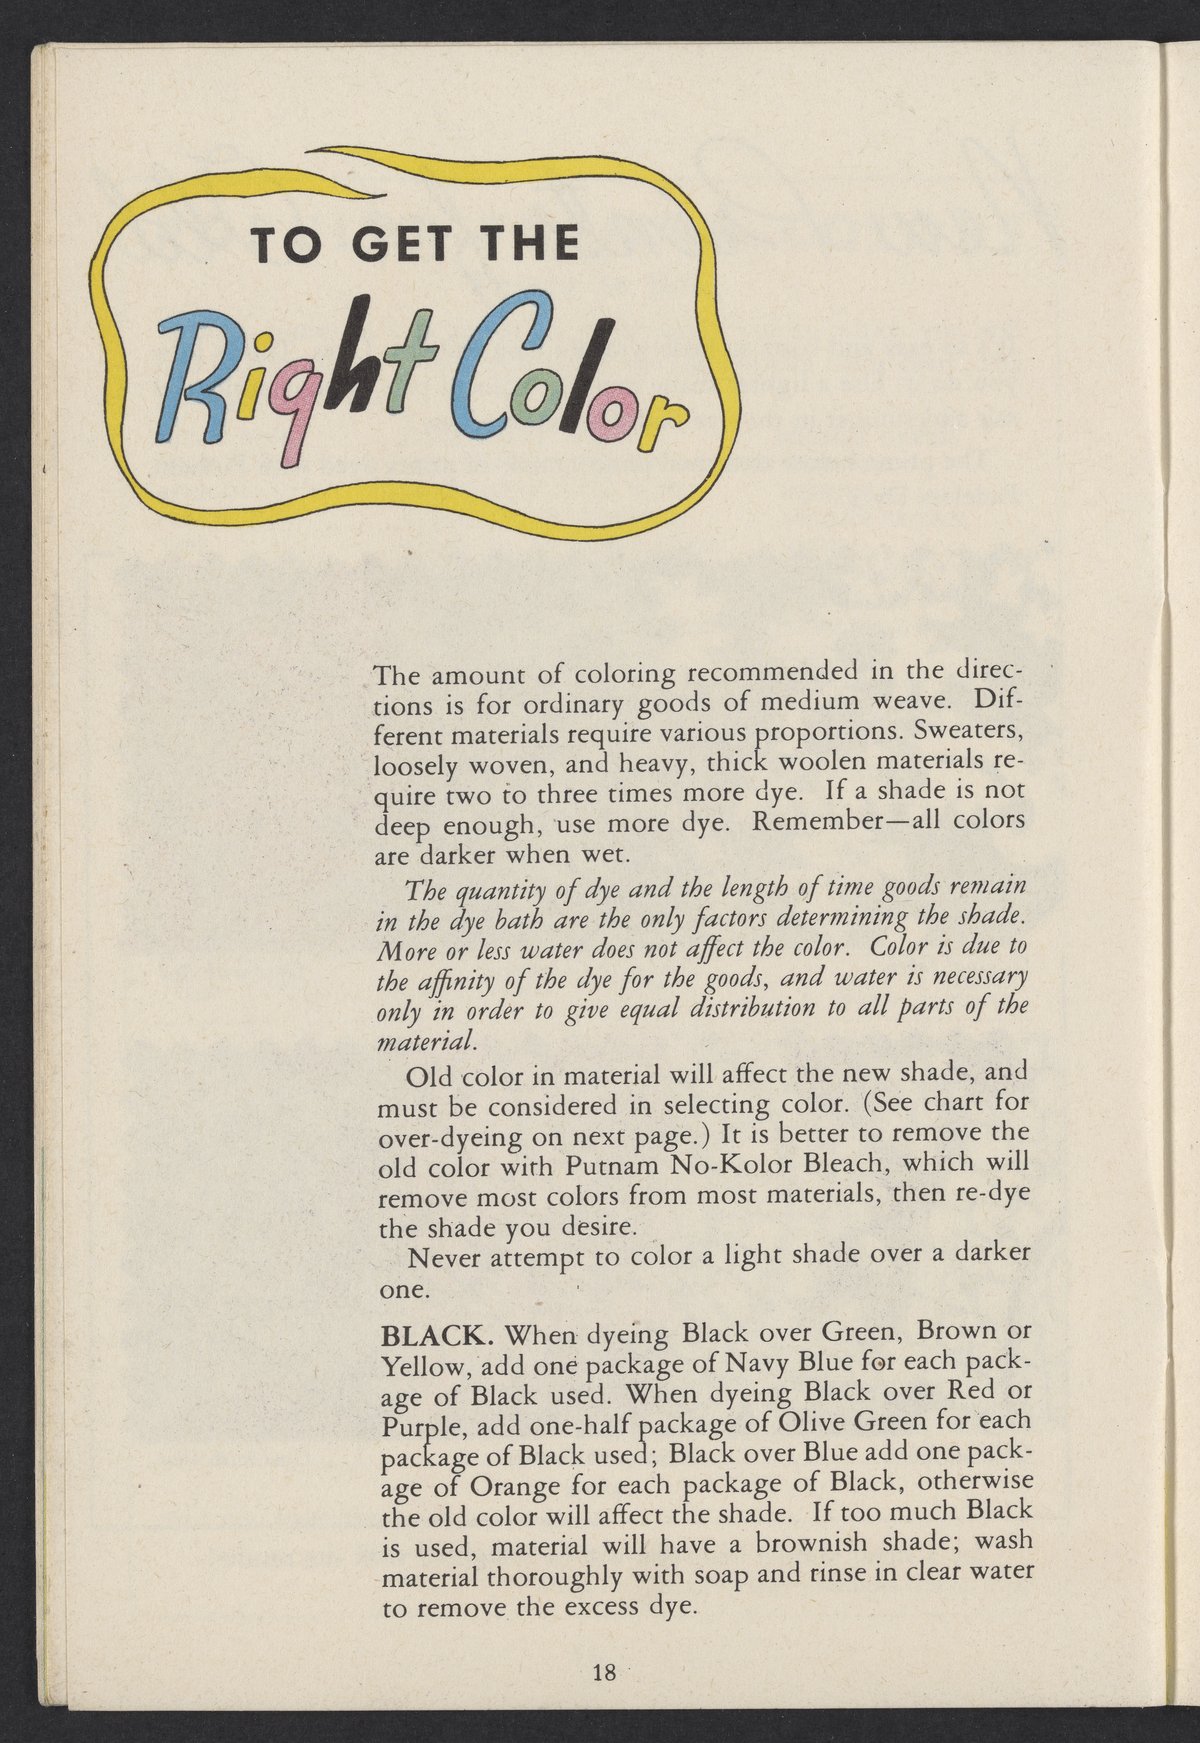 TO GET THE
Right Color
The amount of coloring recommended in the direc-
tions is for ordinary goods of medium weave. Dif-
ferent materials require various proportions. Sweaters,
loosely woven, and heavy, thick woolen materials re-
quire two to three times more dye. If a shade is not
deep enough, use more dye. Remember—all colors
are darker when wet.
The quantity of dye and the length of time goods remain
in the dye bath are the only factors determining the shade.
More or less water does not affect the color. Color is due to
the affinity of the dye for the goods, and water is necessary
only in order to give equal distribution to all parts of the
material.
Old color in material will affect the new shade, and
must be considered in selecting color. (See chart for
over-dyeing on next page.) It is better to remove the
old color with Putnam No-Kolor Bleach, which will
remove most colors from most materials, then re-dye
the shade you desire.
Never attempt to color a light shade over a darker
one.
BLACK. When dyeing Black over Green, Brown or
Yellow, add one package of Navy Blue for each pack-
age of Black used. When dyeing Black over Red or
Purple, add one-half package of Olive Green for each
package of Black used; Black over Blue add one pack-
age of Orange for each package of Black, otherwise
the old color will affect the shade. If too much Black
is used, material will have a brownish shade; wash
material thoroughly with soap and rinse in clear water
to remove the excess dye.
18